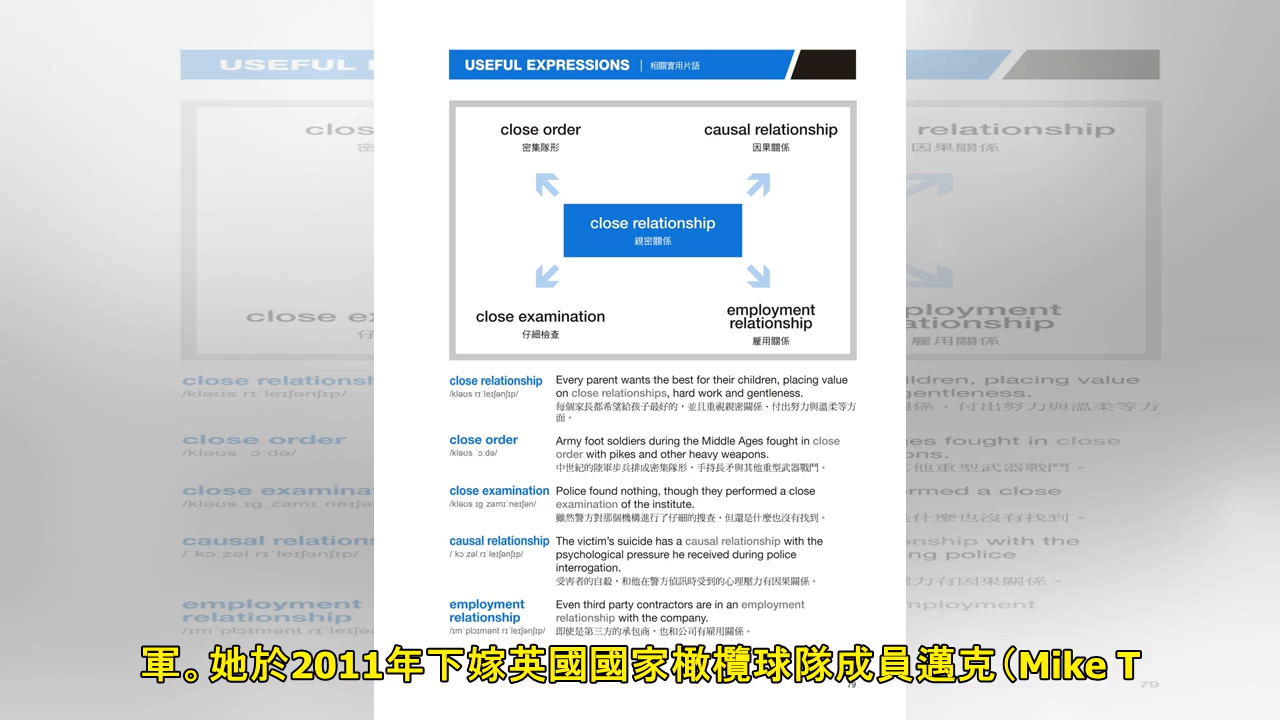 USEFUL EXPRESSIONS | 相關實用片語
close order
密集隊形
causal relationship
因果關係
close relationship
親密關係
close examination
仔細檢查
employment
relationship
雇用關係
close relationship
/kloʊs rɪˋleɪʃənʃɪp/
Every parent wants the best for their children, placing value
on close relationships, hard work and gentleness.
每個家長都希望給孩子最好的，並且重視親密關係、付出努力與溫柔等方
面。
close order
/kloʊs ˋɔːdə/
Army foot soldiers during the Middle Ages fought in close
order with pikes and other heavy weapons.
中世紀的陸軍步兵排成密集隊形，手持長矛與其他重型武器戰鬥。
close examination
Police found nothing, though they performed a close
examination of the institute.
雖然警方對那個機構進行了仔細的搜查，但還是什麼也沒有找到。
causal relationship
The victim’s suicide has a causal relationship with the
psychological pressure he received during police
interrogation.
受害者的自殺，和他在警方偵訊時受到的心理壓力有因果關係。
employment
relationship
Even third party contractors are in an employment
relationship with the company.
即使是第三方的承包商，也和公司有雇用關係。
79
軍。她於2011年下嫁英國國家橄欖球隊成員邁克（Mike T